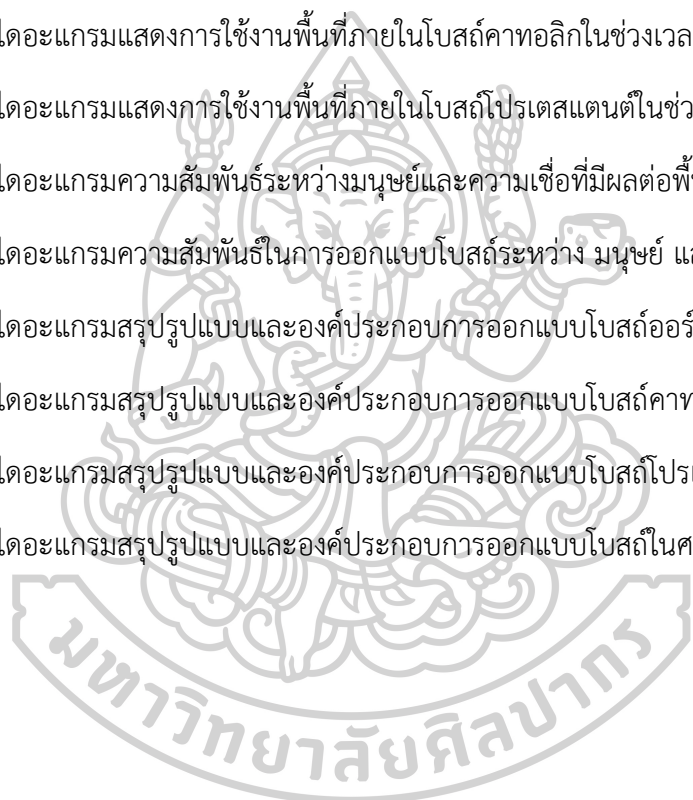 ไดอะแกรมแสดงการใช้งานพื้นที่ภายในโบสถ์คาทอลิกในช่วงเวล
ไดอะแกรมแสดงการใช้งานพื้นที่ภายในโบสถ์โปรเตสแตนต์ในช่ว
ไดอะแกรมความสัมพันธ์ระหว่างมนุษย์และความเชื่อที่มีผลต่อพื้
ไดอะแกรมความสัมพันธ์ในการออกแบบโบสถ์ระหว่าง มนุษย์ แ
ไดอะแกรมสรุปรูปแบบและองค์ประกอบการออกแบบโบสถ์ออร์
ไดอะแกรมสรุปรูปแบบและองค์ประกอบการออกแบบโบสถ์คาท
ไดอะแกรมสรุปรูปแบบและองค์ประกอบการออกแบบโบสถ์โปร
ไดอะแกรมสรุปรูปแบบและองค์ประกอบการออกแบบโบสถ์ในศ
มหาวิทยาลัยศิลปากร